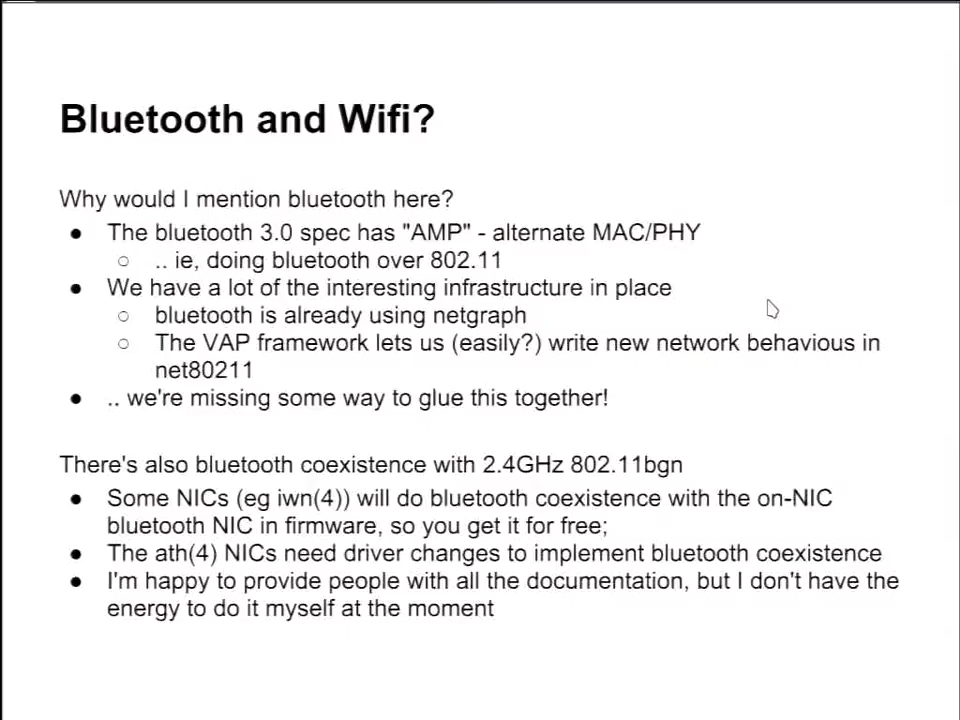 Bluetooth and Wifi?
Why would I mention bluetooth here?
● The bluetooth 3.0 spec has "AMP" - alternate MAC/PHY
○ .. ie, doing bluetooth over 802.11
● We have a lot of the interesting infrastructure in place
○ bluetooth is already using netgraph
○ The VAP framework lets us (easily?) write new network behavious in
net80211
● .. we're missing some way to glue this together!
There's also bluetooth coexistence with 2.4GHz 802.11bgn
● Some NICs (eg iwn(4)) will do bluetooth coexistence with the on-NIC
bluetooth NIC in firmware, so you get it for free;
● The ath(4) NICs need driver changes to implement bluetooth coexistence
● I'm happy to provide people with all the documentation, but I don't have the
energy to do it myself at the moment